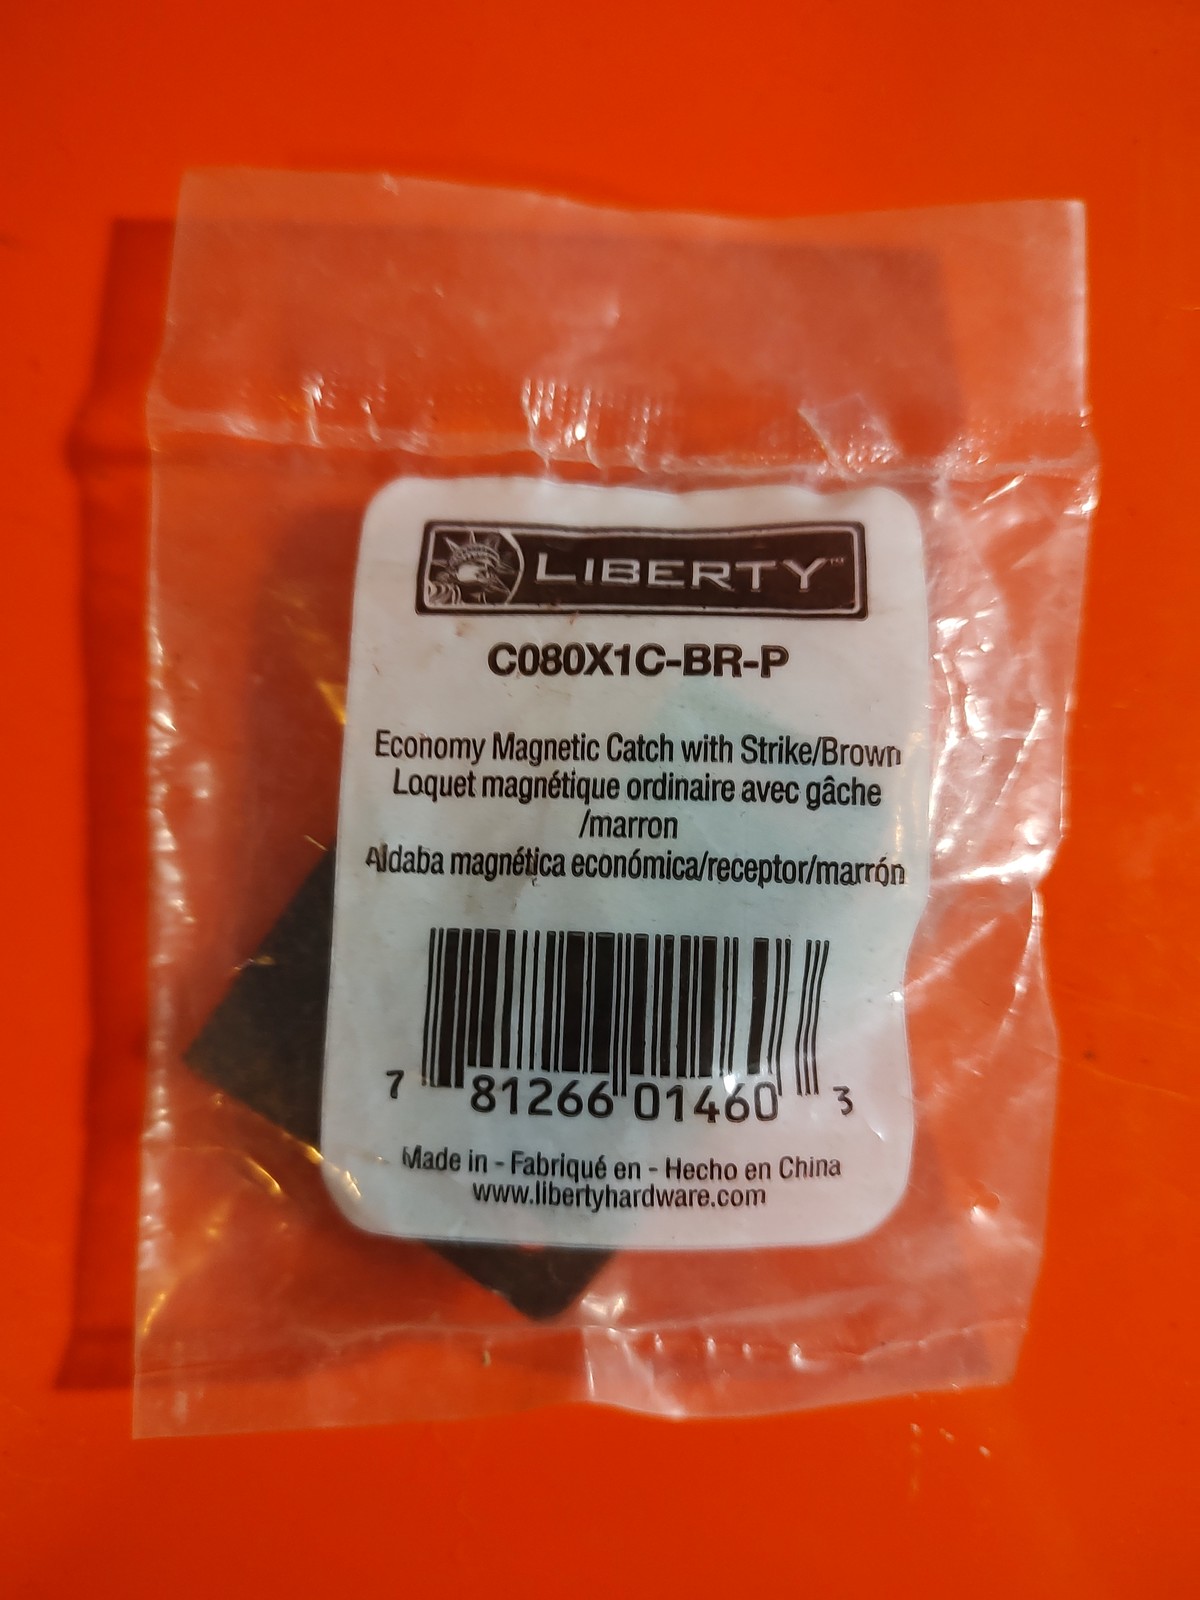 LIBERTY™
C080X1C-BR-P
Economy Magnetic Catch with Strike/Brown
Loquet magnétique ordinaire avec gâche
/marron
Aldaba magnética económica/receptor/marrón
7 81266 01460 3
Made in - Fabriqué en - Hecho en China
www.libertyhardware.com